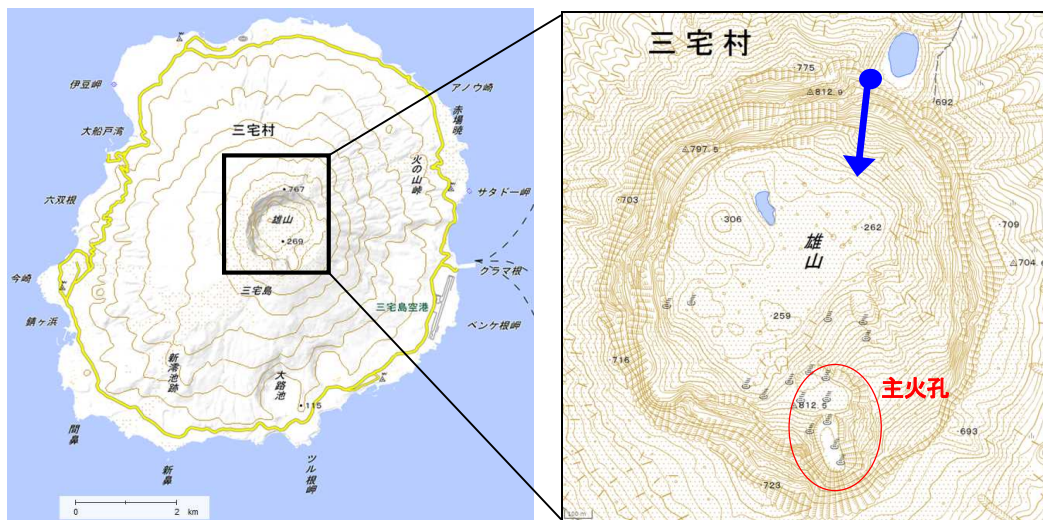 伊豆岬
アノウ崎
赤場暁
大船戸湾
三宅村
火の山峠
サタドー岬
六双根
・767
雄山
・269
今崎
グラマ根
三宅島
三宅島空港
錆ヶ浜
ベンケ根岬
新澪池跡
大路池
・115
間鼻
新鼻
ツル根岬
0 2 km
三宅村
775
812.9
692
797.5
・703
・306
・262
・709
雄山
704.
・259
・716
主火孔
812.5
・693
・723
100 m